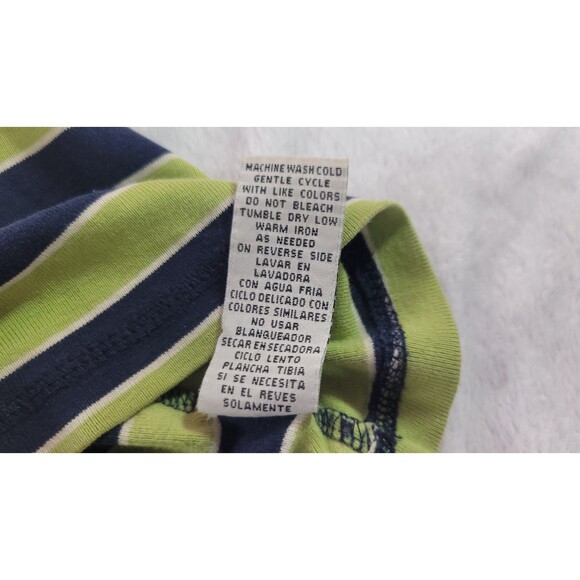 MACHINE WASH COLD
GENTLE CYCLE
WITH LIKE COLORS
DO NOT BLEACH
TUMBLE DRY LOW
WARM IRON
AS NEEDED
ON REVERSE SIDE
LAVAR EN
LAVADORA
CON AGUA FRIA
CICLO DELICADO CON
COLORES SIMILARES
NO USAR
BLANQUEADOR
SECAR EN SECADORA
CICLO LENTO
PLANCHA TIBIA
SI SE NECESITA
EN EL REVES
SOLAMENTE